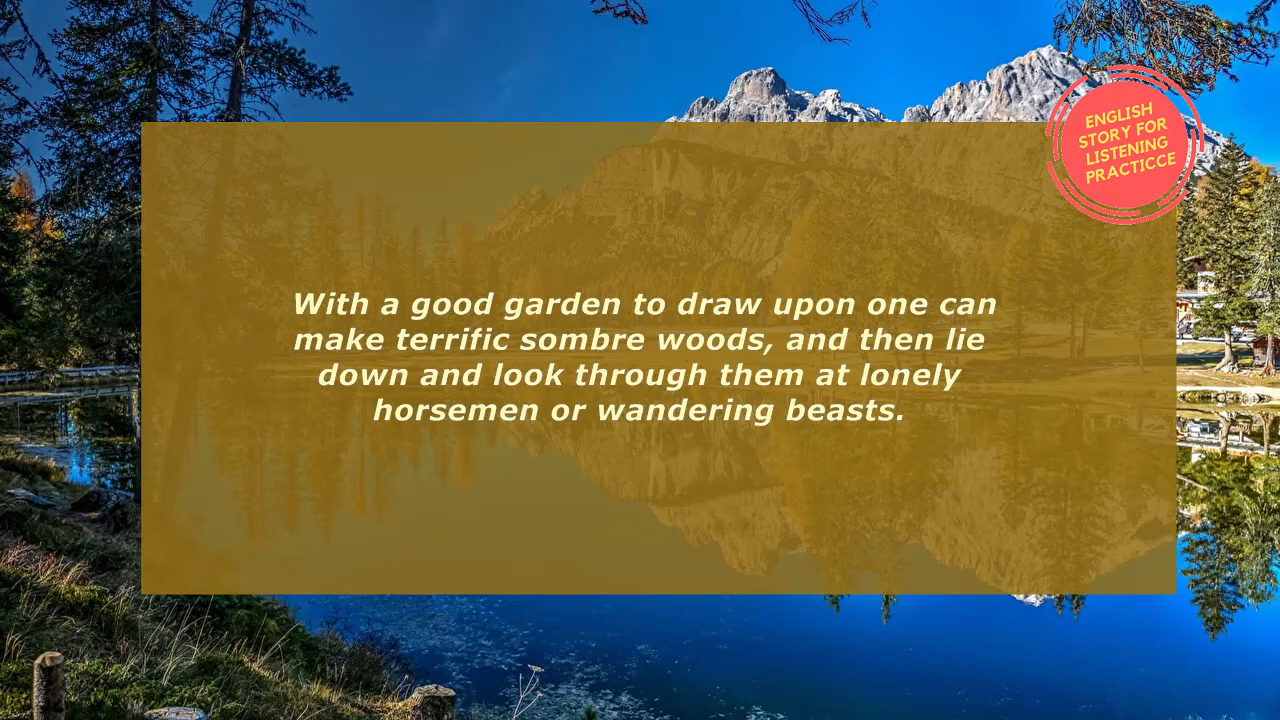 ENGLISH
STORY FOR
LISTENING
PRACTICCE
With a good garden to draw upon one can
make terrific sombre woods, and then lie
down and look through them at lonely
horsemen or wandering beasts.